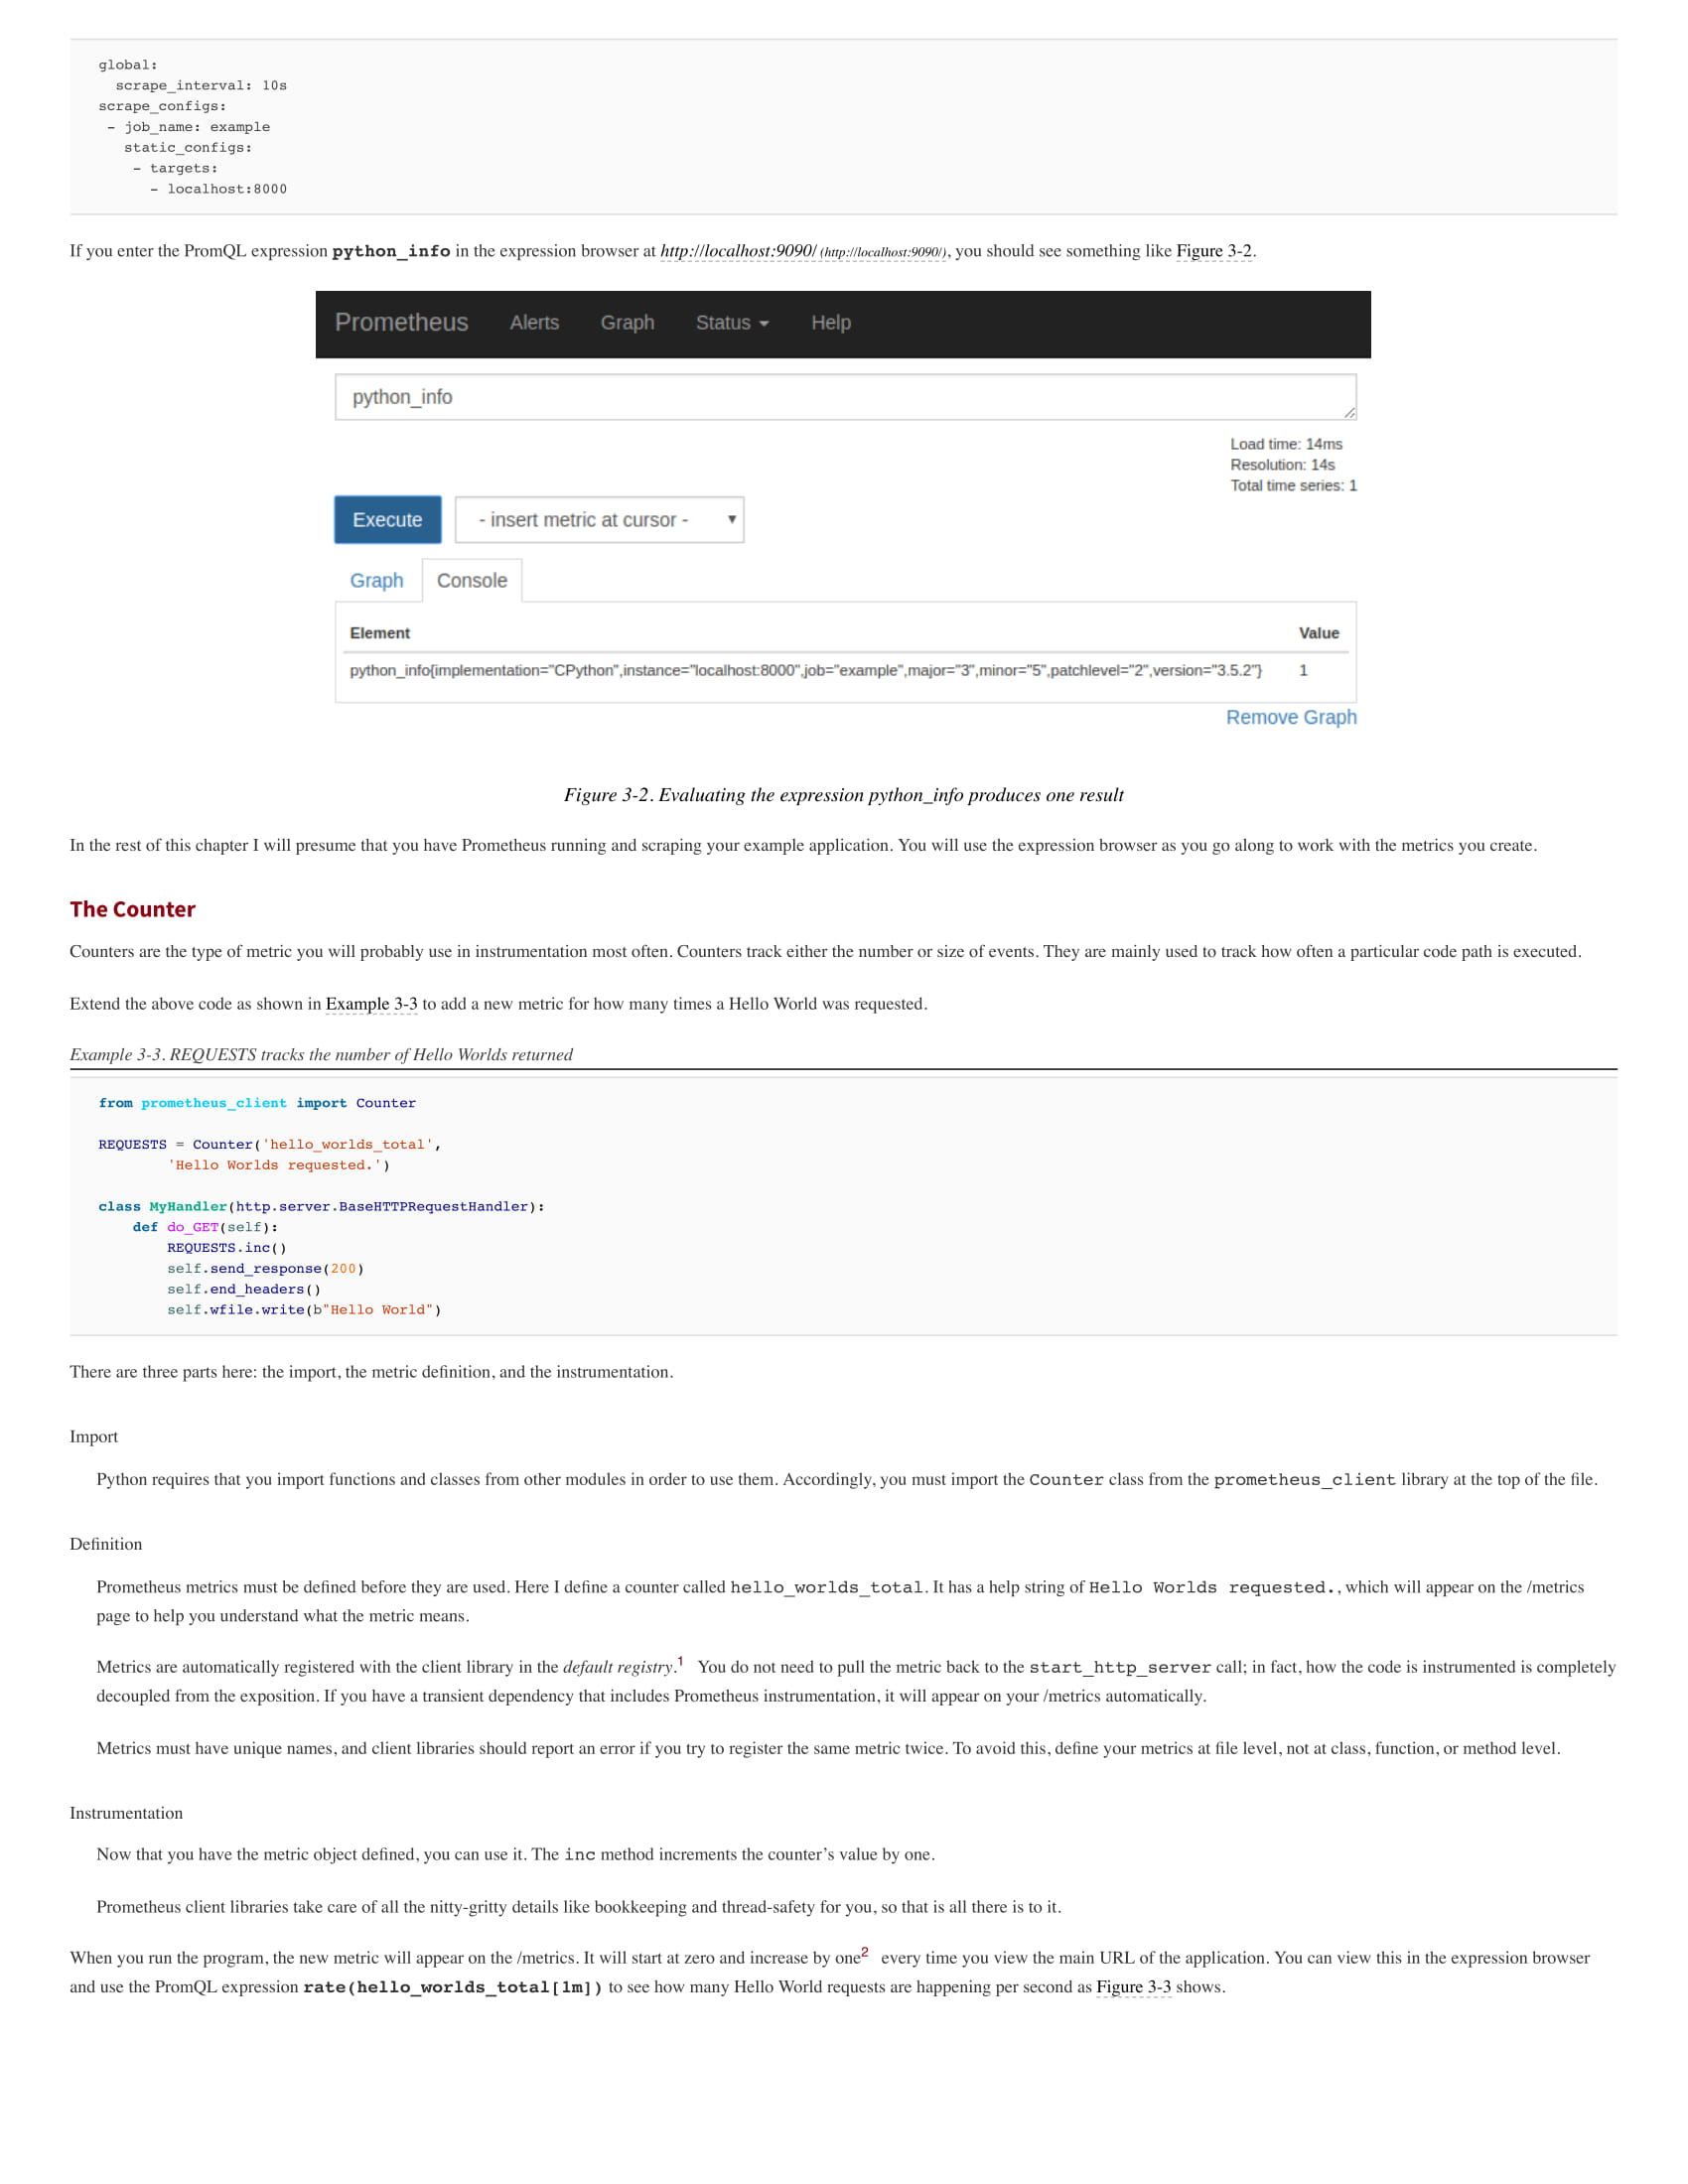 global:
  scrape_interval: 10s
scrape_configs:
 - job_name: example
   static_configs:
    - targets:
      - localhost:8000
If you enter the PromQL expression python_info in the expression browser at http://localhost:9090/ (http://localhost:9090/), you should see something like Figure 3-2.
Prometheus Alerts Graph Status Help
python_info
Load time: 14ms
Resolution: 14s
Total time series: 1
Execute - insert metric at cursor -
Graph Console
Element Value
python_info{implementation="CPython",instance="localhost:8000",job="example",major="3",minor="5",patchlevel="2",version="3.5.2"} 1
Remove Graph
Figure 3-2. Evaluating the expression python_info produces one result
In the rest of this chapter I will presume that you have Prometheus running and scraping your example application. You will use the expression browser as you go along to work with the metrics you create.
The Counter
Counters are the type of metric you will probably use in instrumentation most often. Counters track either the number or size of events. They are mainly used to track how often a particular code path is executed.
Extend the above code as shown in Example 3-3 to add a new metric for how many times a Hello World was requested.
Example 3-3. REQUESTS tracks the number of Hello Worlds returned
from prometheus_client import Counter
REQUESTS = Counter('hello_worlds_total',
        'Hello Worlds requested.')
class MyHandler(http.server.BaseHTTPRequestHandler):
    def do_GET(self):
        REQUESTS.inc()
        self.send_response(200)
        self.end_headers()
        self.wfile.write(b"Hello World")
There are three parts here: the import, the metric definition, and the instrumentation.
Import
Python requires that you import functions and classes from other modules in order to use them. Accordingly, you must import the Counter class from the prometheus_client library at the top of the file.
Definition
Prometheus metrics must be defined before they are used. Here I define a counter called hello_worlds_total. It has a help string of Hello Worlds requested., which will appear on the /metrics
page to help you understand what the metric means.
Metrics are automatically registered with the client library in the default registry.1 You do not need to pull the metric back to the start_http_server call; in fact, how the code is instrumented is completely
decoupled from the exposition. If you have a transient dependency that includes Prometheus instrumentation, it will appear on your /metrics automatically.
Metrics must have unique names, and client libraries should report an error if you try to register the same metric twice. To avoid this, define your metrics at file level, not at class, function, or method level.
Instrumentation
Now that you have the metric object defined, you can use it. The inc method increments the counter's value by one.
Prometheus client libraries take care of all the nitty-gritty details like bookkeeping and thread-safety for you, so that is all there is to it.
When you run the program, the new metric will appear on the /metrics. It will start at zero and increase by one2 every time you view the main URL of the application. You can view this in the expression browser
and use the PromQL expression rate(hello_worlds_total[1m]) to see how many Hello World requests are happening per second as Figure 3-3 shows.